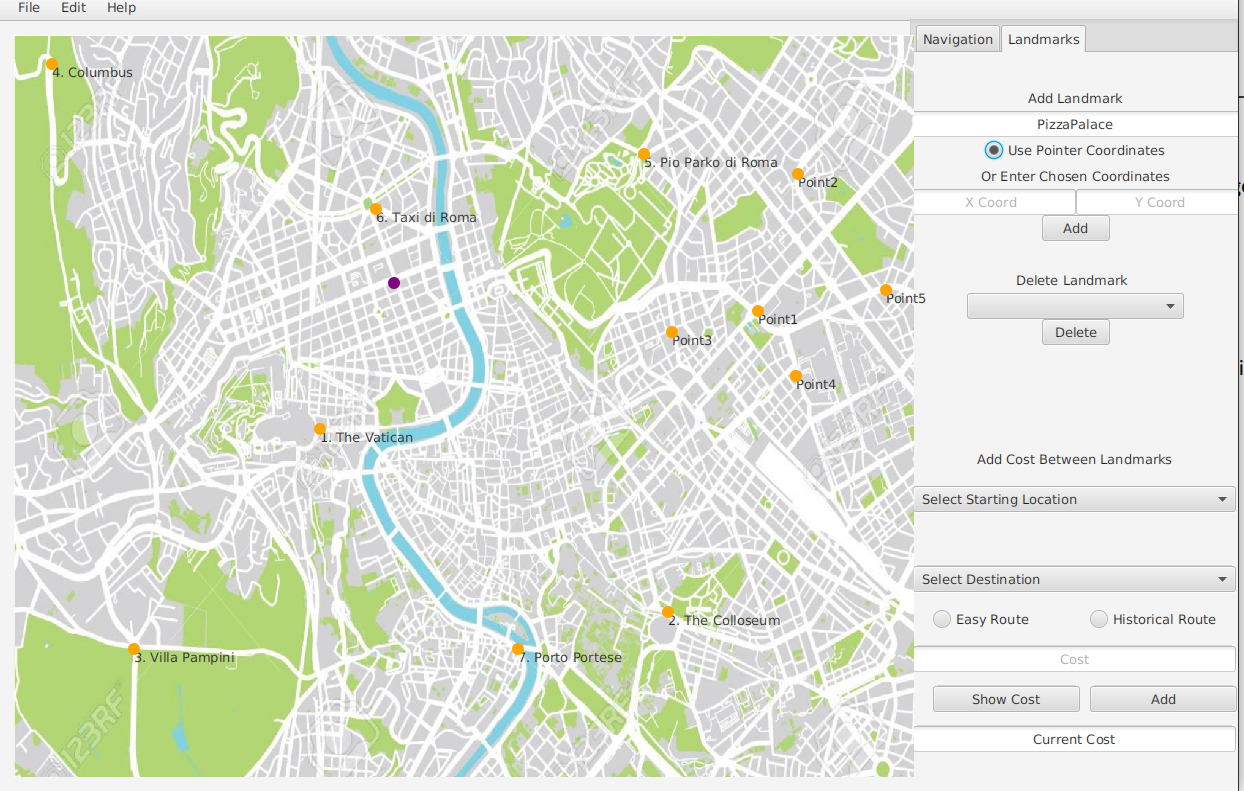 File Edit Help
Navigation Landmarks
4. Columbus
5. Pio Parko di Roma
Point2
6. Taxi di Roma
Point5
Point1
Point3
Point4
1. The Vatican
2. The Colloseum
3. Villa Pampini
7. Porto Portese
©123RF
Add Landmark
PizzaPalace
Use Pointer Coordinates
Or Enter Chosen Coordinates
X Coord Y Coord
Add
Delete Landmark
Delete
Add Cost Between Landmarks
Select Starting Location
Select Destination
Easy Route Historical Route
Cost
Show Cost Add
Current Cost